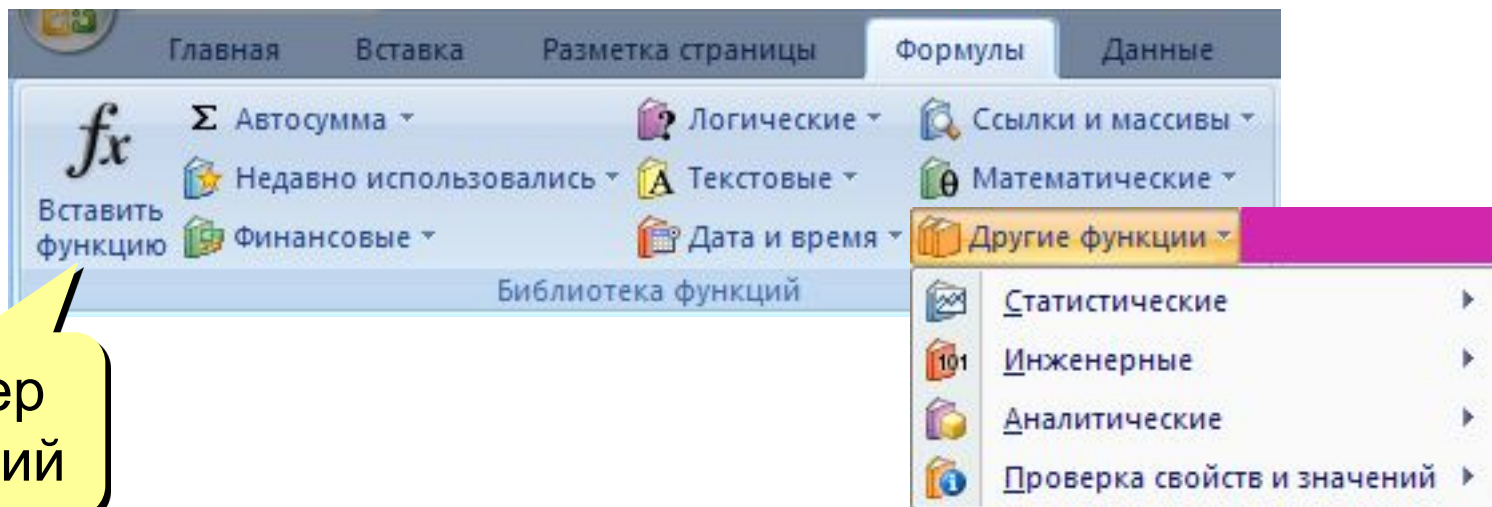 Главная Вставка Разметка страницы Формулы Данные
fx Σ Автосумма Логические Ссылки и массивы
Недавно использовались Текстовые Математические
Вставить функцию Финансовые Дата и время Другие функции
Библиотека функций
Статистические
101 Инженерные
Аналитические
Проверка свойств и значений
ер
ий